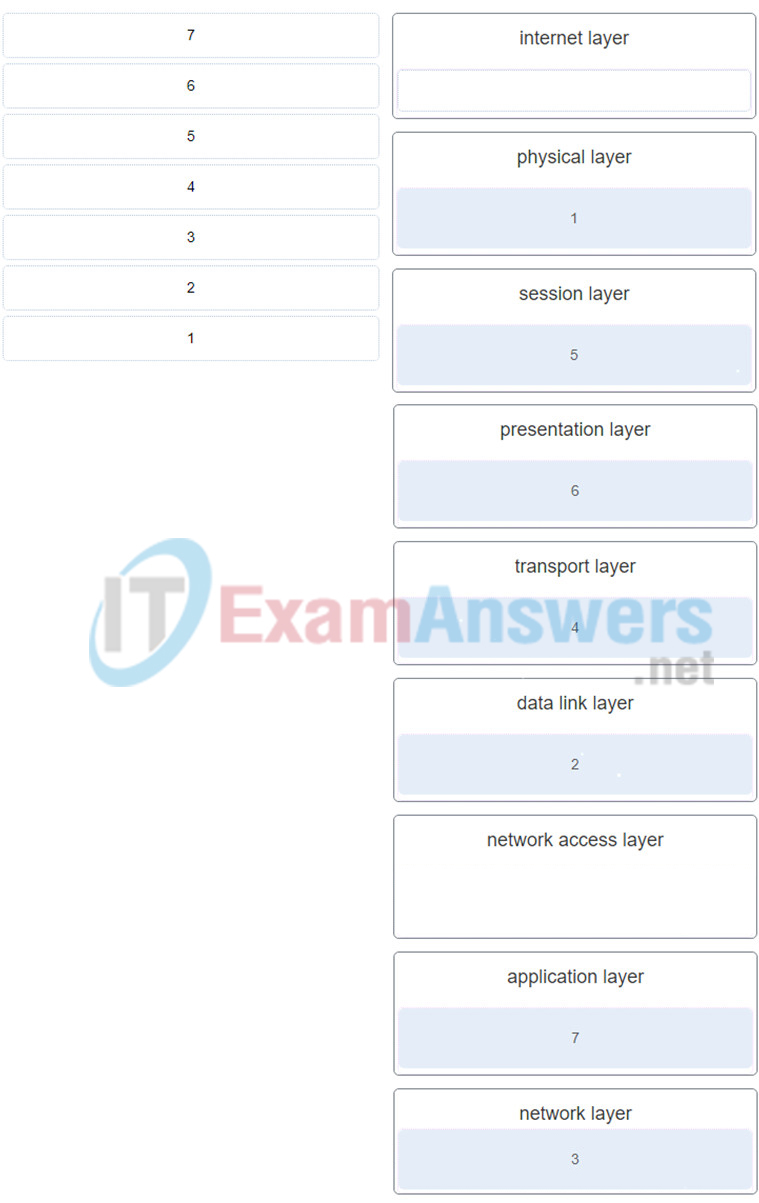 7
6
5
4
3
2
1
internet layer
physical layer
1
session layer
5
presentation layer
6
transport layer
4
data link layer
2
network access layer
application layer
7
network layer
3
ITExamAnswers
.net